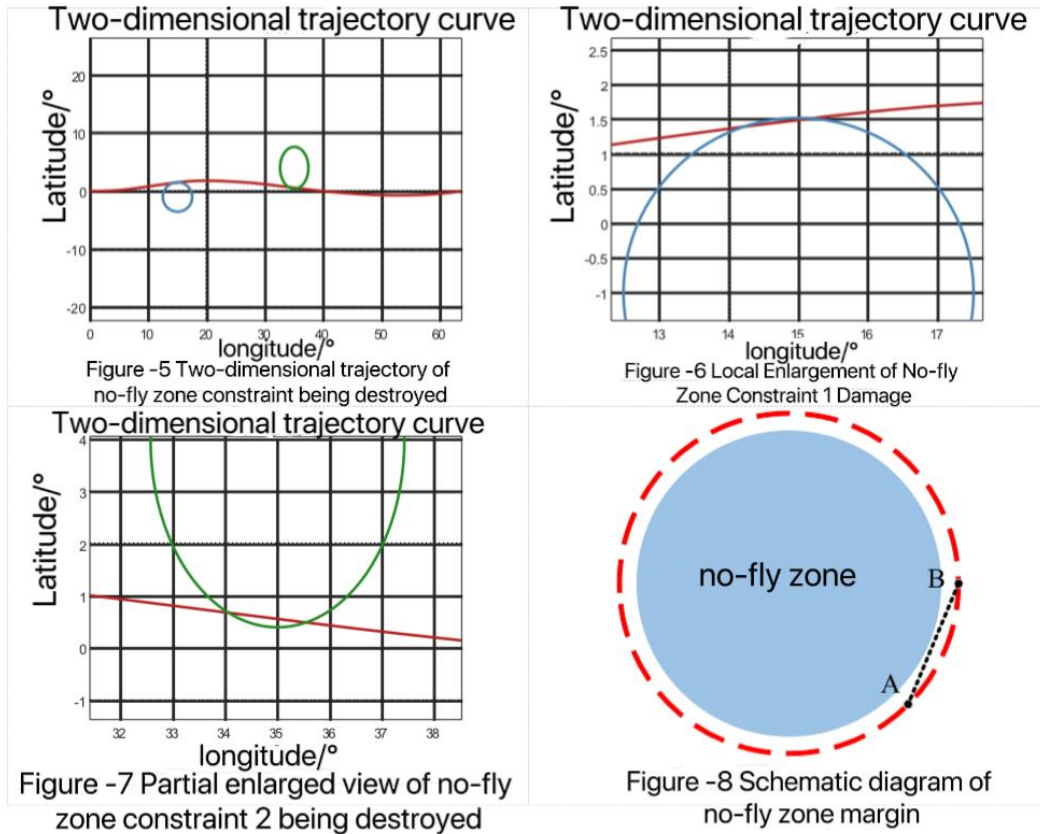 Two-dimensional trajectory curve
Latitude/°
20
10
0
-10
-20
0 10 20 30 40 50 60
longitude/°
Figure -5 Two-dimensional trajectory of
no-fly zone constraint being destroyed
Two-dimensional trajectory curve
Latitude/°
2.5
2
1.5
1
0.5
0
-0.5
-1
13 14 15 16 17
longitude/°
Figure -6 Local Enlargement of No-fly
Zone Constraint 1 Damage
Two-dimensional trajectory curve
Latitude/°
4
3
2
1
0
-1
32 33 34 35 36 37 38
longitude/°
Figure -7 Partial enlarged view of no-fly
zone constraint 2 being destroyed
no-fly zone
B
A
Figure -8 Schematic diagram of
no-fly zone margin